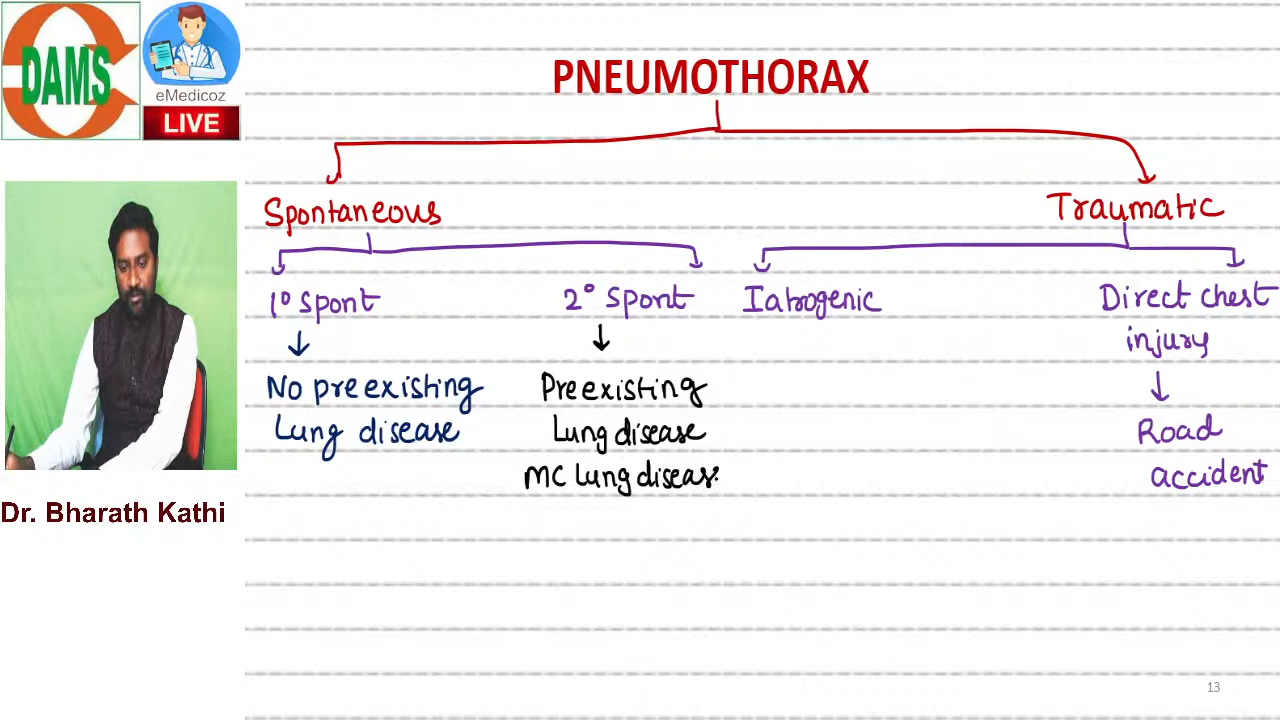 DAMS
eMedicoz
LIVE
PNEUMOTHORAX
Spontaneous
Traumatic
1° Spont
2° Spont
Iatrogenic
Direct chest
injury
No preexisting
Lung disease
Preexisting
Lung disease
MC Lung diseas
Road
accident
Dr. Bharath Kathi
13